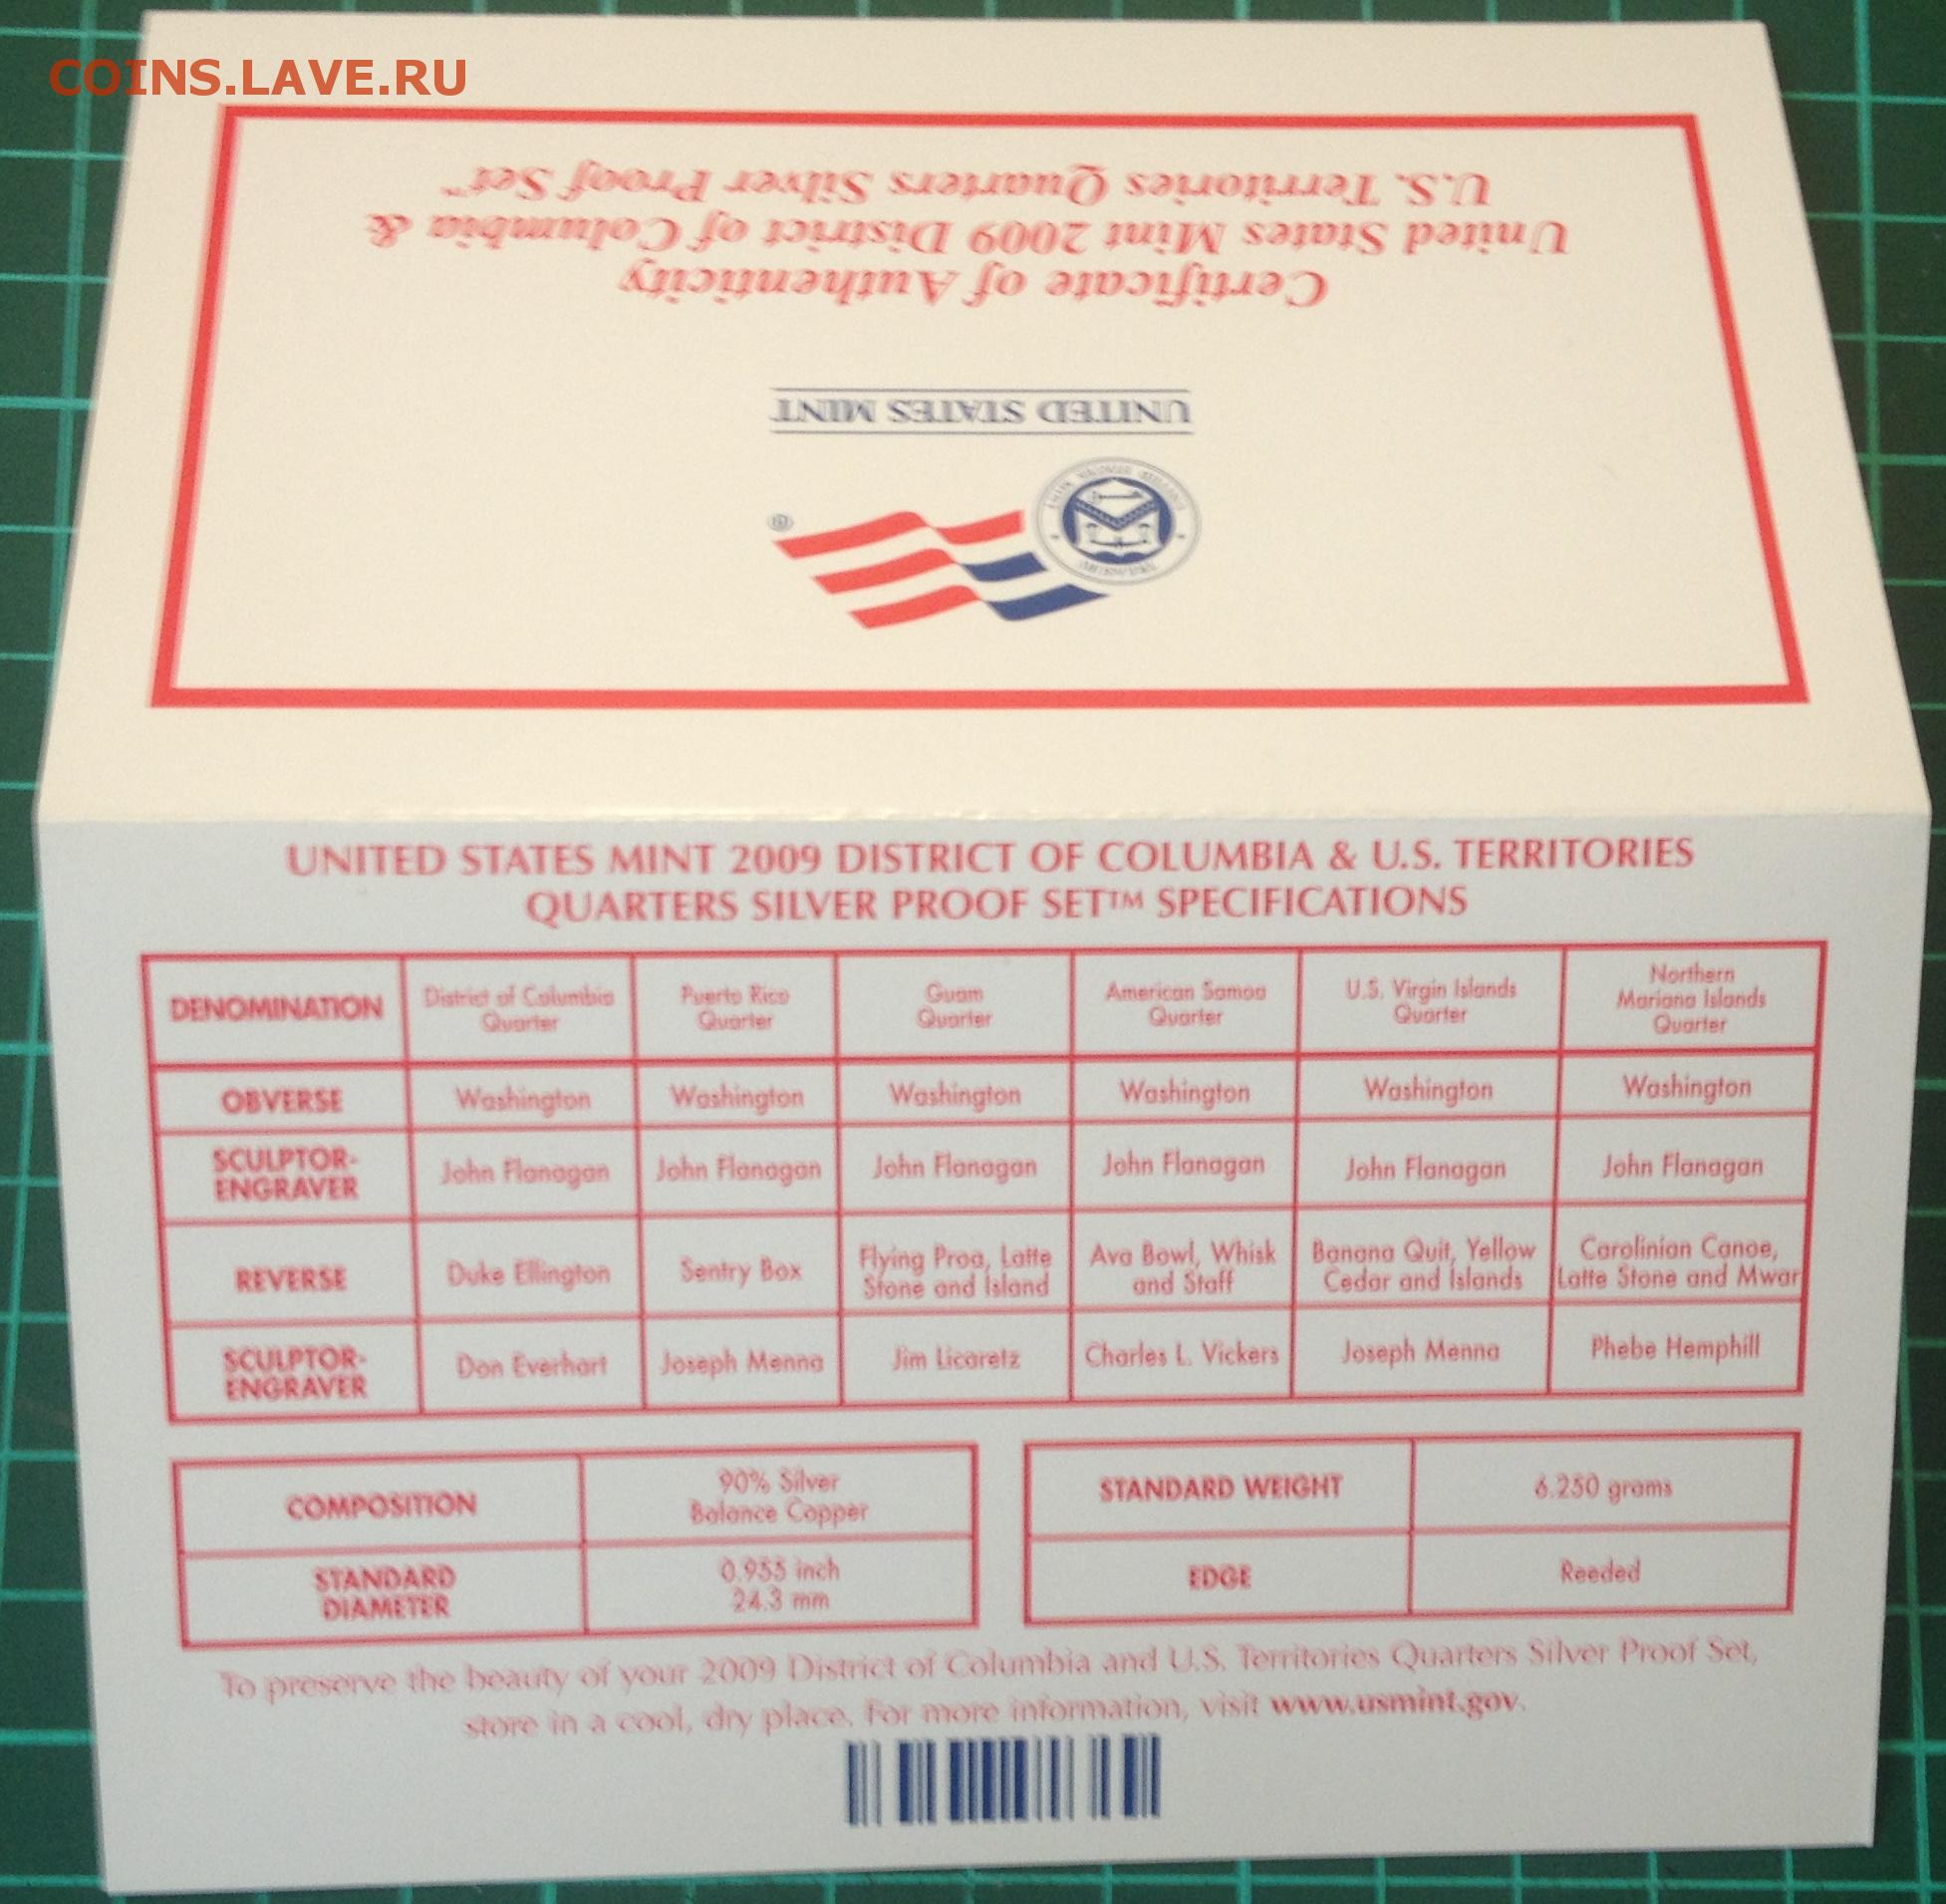 COINS.LAVE.RU
Certificate of Authenticity
United States Mint 2009 District of Columbia &
U.S. Territories Quarters Silver Proof Set™
UNITED STATES MINT
®
UNITED STATES MINT 2009 DISTRICT OF COLUMBIA & U.S. TERRITORIES
QUARTERS SILVER PROOF SET™ SPECIFICATIONS
DENOMINATION
District of Columbia
Quarter
Puerto Rico
Quarter
Guam
Quarter
American Samoa
Quarter
U.S. Virgin Islands
Quarter
Northern
Mariana Islands
Quarter
OBVERSE
Washington
Washington
Washington
Washington
Washington
Washington
SCULPTOR-
ENGRAVER
John Flanagan
John Flanagan
John Flanagan
John Flanagan
John Flanagan
John Flanagan
REVERSE
Duke Ellington
Sentry Box
Flying Proa, Latte
Stone and Island
Ava Bowl, Whisk
and Staff
Banana Quit, Yellow
Cedar and Islands
Carolinian Canoe,
Latte Stone and Mwar
SCULPTOR-
ENGRAVER
Don Everhart
Joseph Menna
Jim Licaretz
Charles L. Vickers
Joseph Menna
Phebe Hemphill
COMPOSITION
90% Silver
Balance Copper
STANDARD
DIAMETER
0.955 inch
24.3 mm
STANDARD WEIGHT
6.250 grams
EDGE
Reeded
To preserve the beauty of your 2009 District of Columbia and U.S. Territories Quarters Silver Proof Set,
store in a cool, dry place. For more information, visit www.usmint.gov.